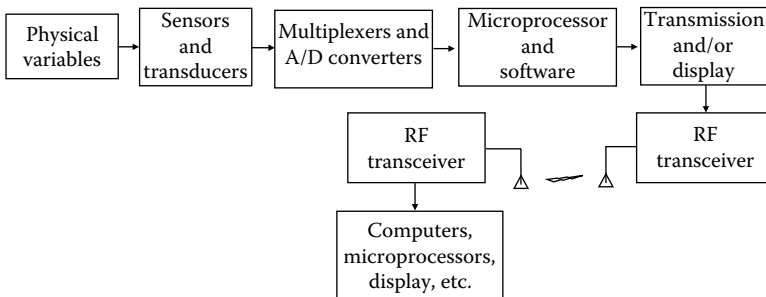 Physical
variables
Sensors
and
transducers
Multiplexers and
A/D converters
Microprocessor
and
software
Transmission
and/or
display
RF
transceiver
RF
transceiver
Computers,
microprocessors,
display, etc.